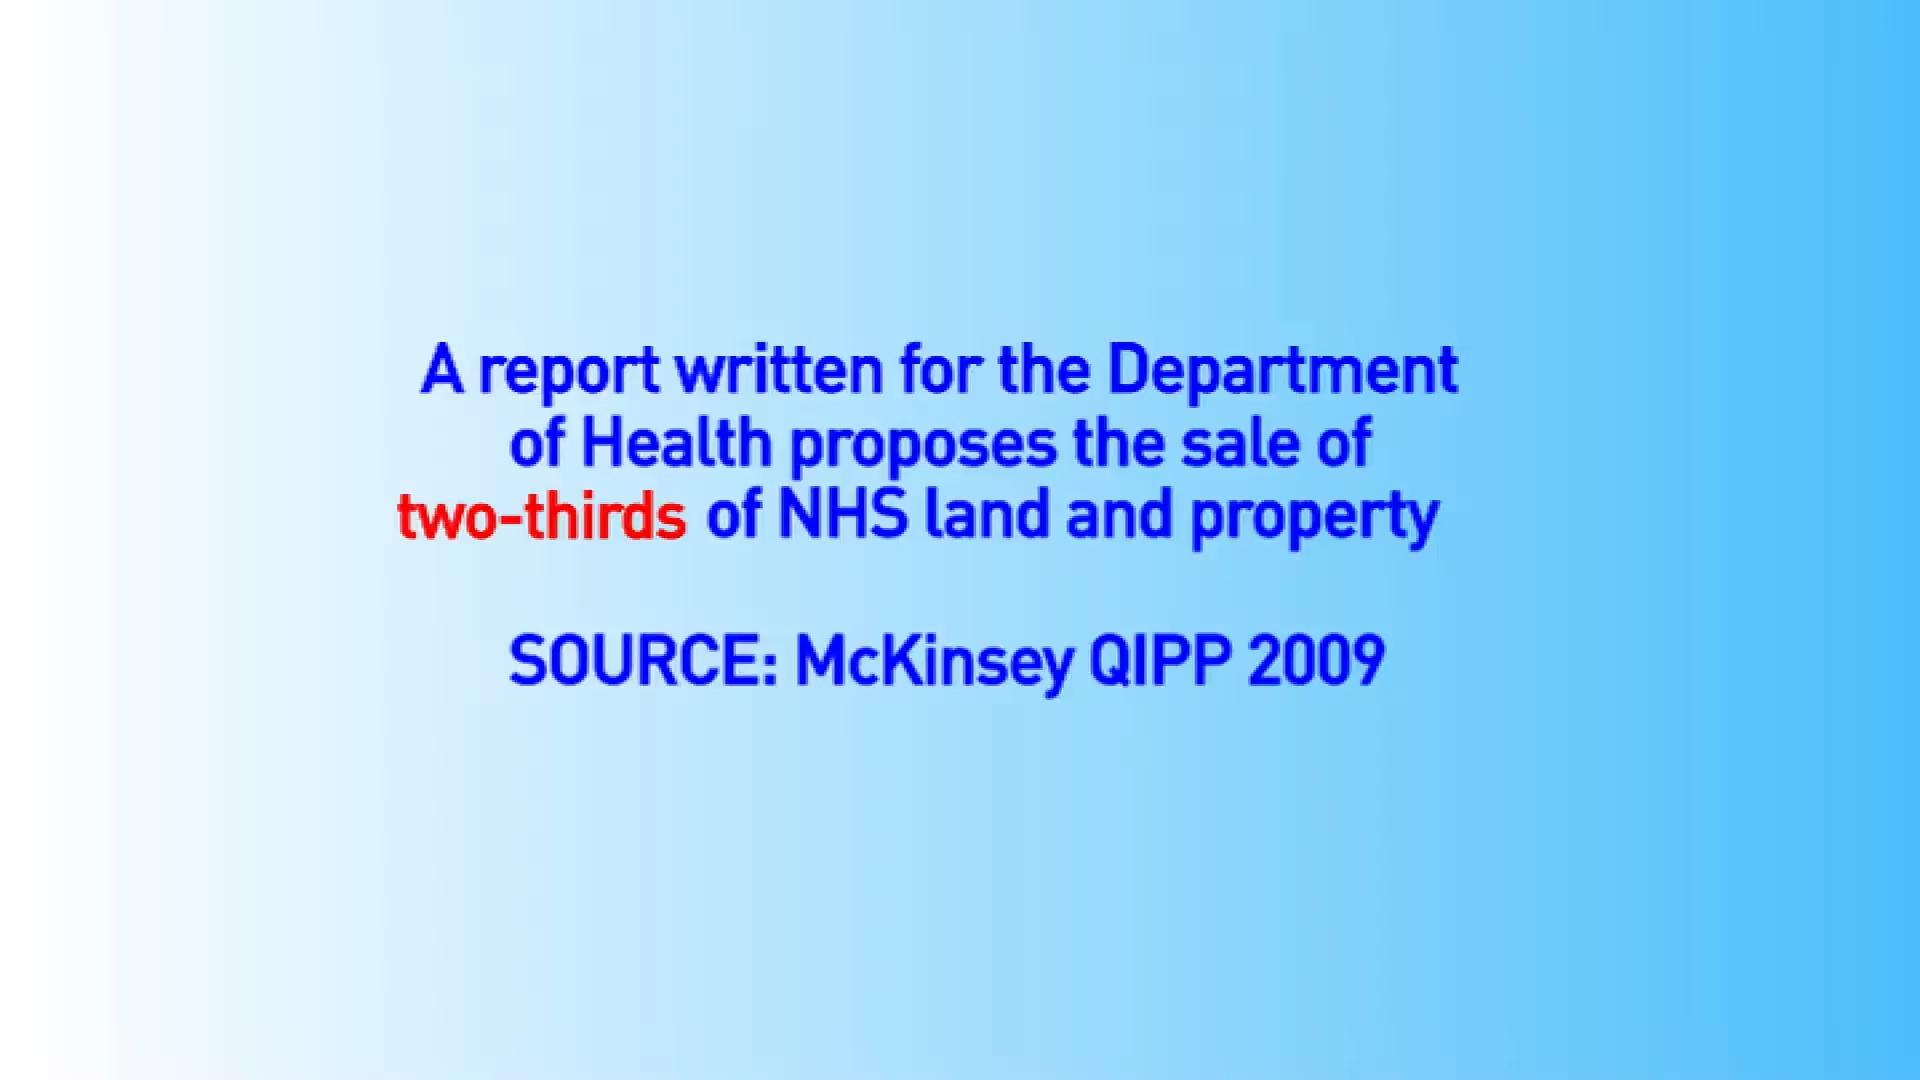 A report written for the Department
of Health proposes the sale of
two-thirds of NHS land and property
SOURCE: McKinsey QIPP 2009